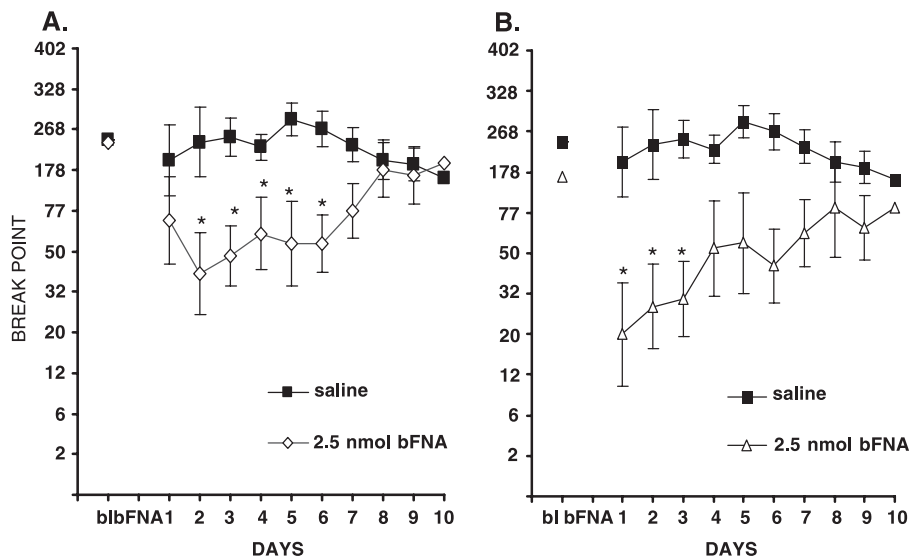 A.
402
328
268
178
77
50
32
20
12
6
2
BREAK POINT
* * * * *
saline
2.5 nmol bFNA
blbFNA1 2 3 4 5 6 7 8 9 10
DAYS
B.
402
328
268
178
77
50
32
20
12
6
2
* * *
saline
2.5 nmol bFNA
bl bFNA 1 2 3 4 5 6 7 8 9 10
DAYS